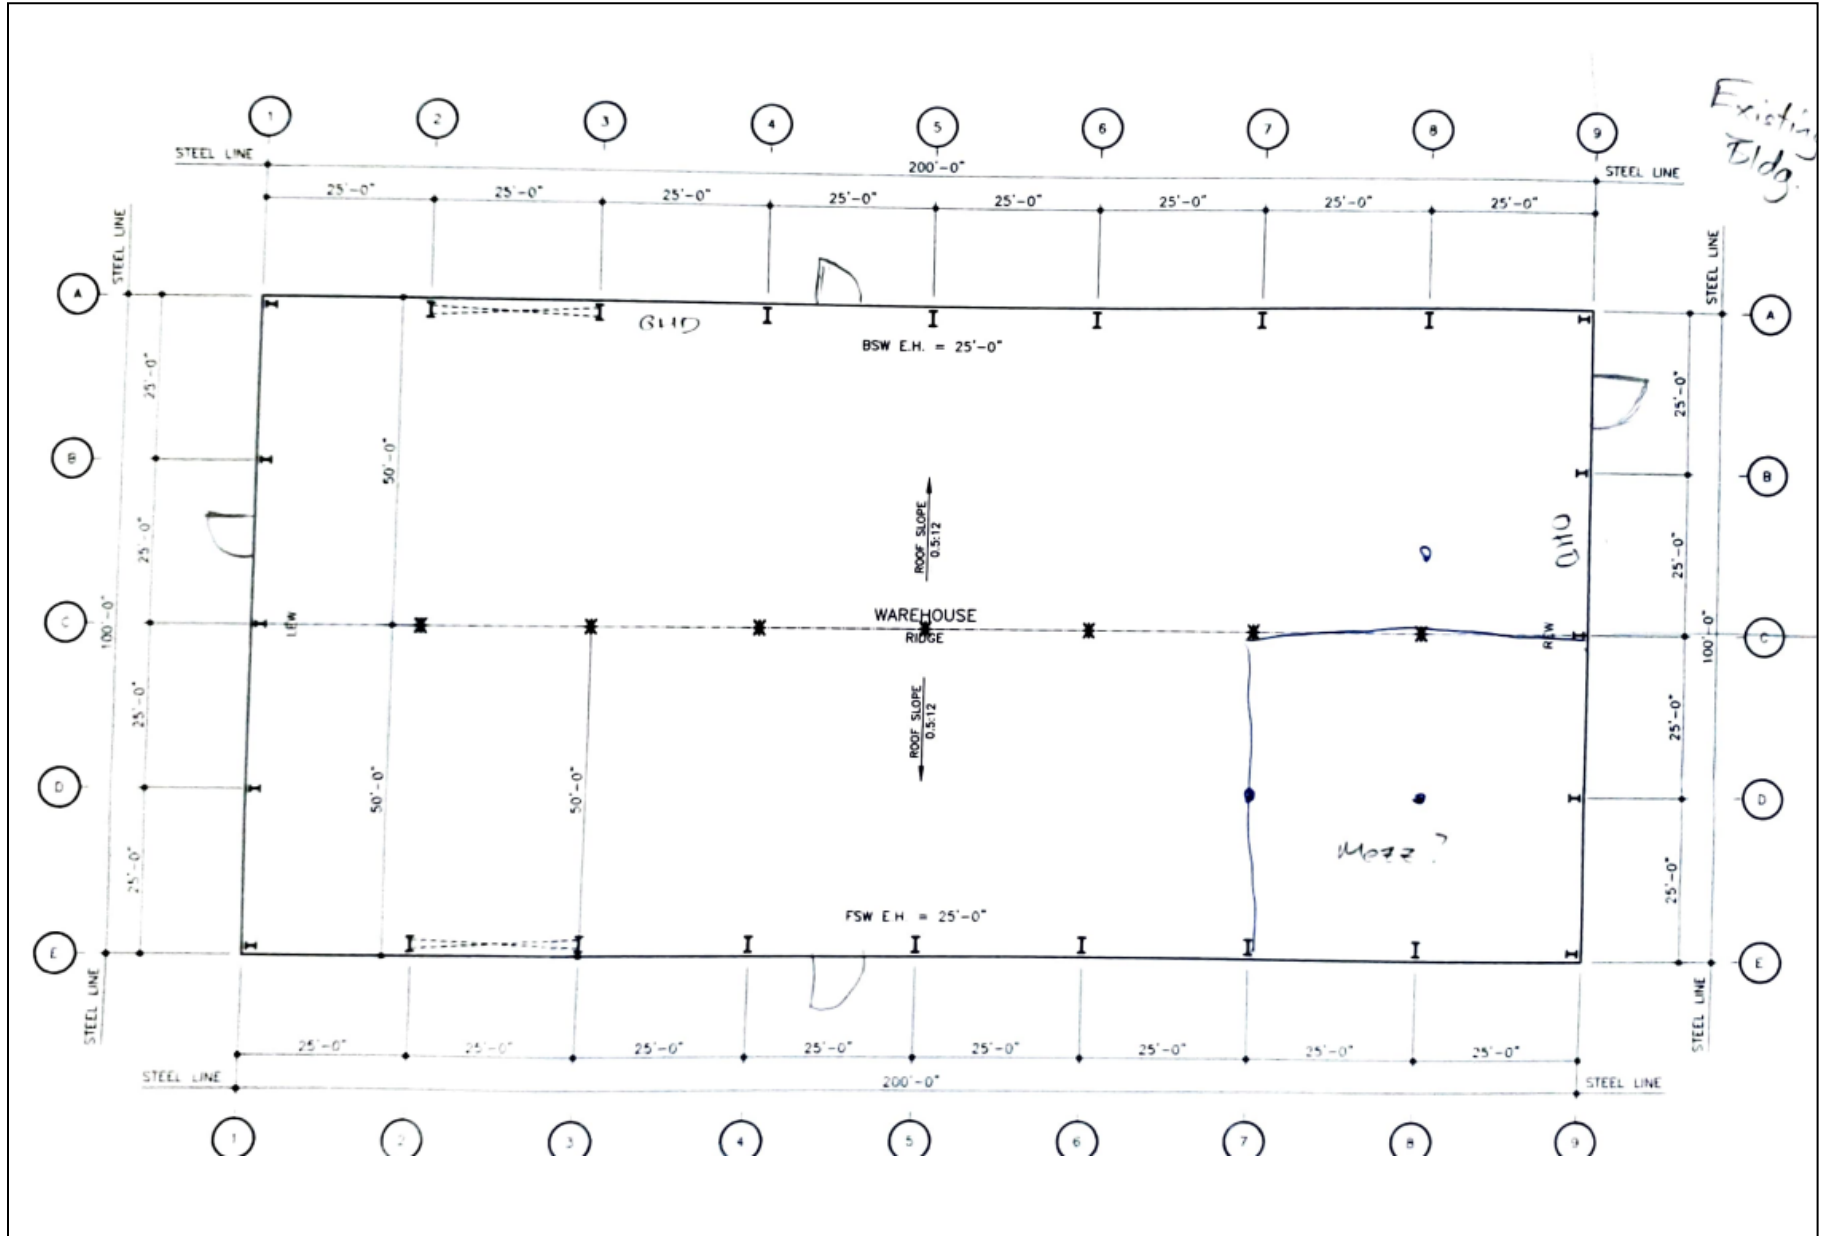 Existing
Bldg.
1 2 3 4 5 6 7 8 9
STEEL LINE 200'-0" STEEL LINE
25'-0" 25'-0" 25'-0" 25'-0" 25'-0" 25'-0" 25'-0" 25'-0"
STEEL LINE STEEL LINE
A A
OHD
BSW E.H. = 25'-0"
25'-0" 25'-0"
B B
50'-0"
25'-0" 25'-0"
ROOF SLOPE
0.5:12
OHD
C C
LEW REW
WAREHOUSE
RIDGE
100'-0" 100'-0"
25'-0" 25'-0"
ROOF SLOPE
0.5:12
D D
50'-0" 50'-0"
Mezz?
25'-0" 25'-0"
FSW E.H. = 25'-0"
E E
STEEL LINE STEEL LINE
25'-0" 25'-0" 25'-0" 25'-0" 25'-0" 25'-0" 25'-0" 25'-0"
STEEL LINE 200'-0" STEEL LINE
1 2 3 4 5 6 7 8 9